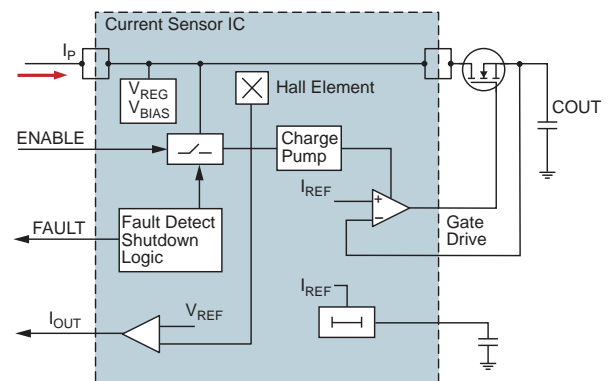 Current Sensor IC
IP
VREG
VBIAS
Hall Element
COUT
ENABLE
Charge
Pump
IREF
+
−
FAULT
Fault Detect
Shutdown
Logic
Gate
Drive
IREF
IOUT
VREF